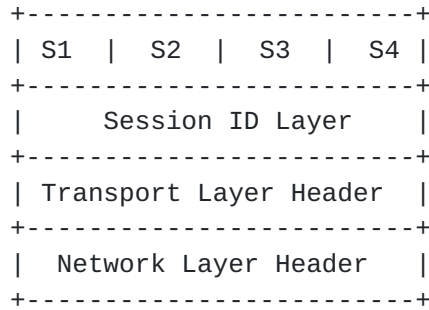 +-------------------------+
| S1  |  S2  |  S3  |  S4 |
+-------------------------+
|     Session ID Layer    |
+-------------------------+
| Transport Layer Header  |
+-------------------------+
|  Network Layer Header   |
+-------------------------+